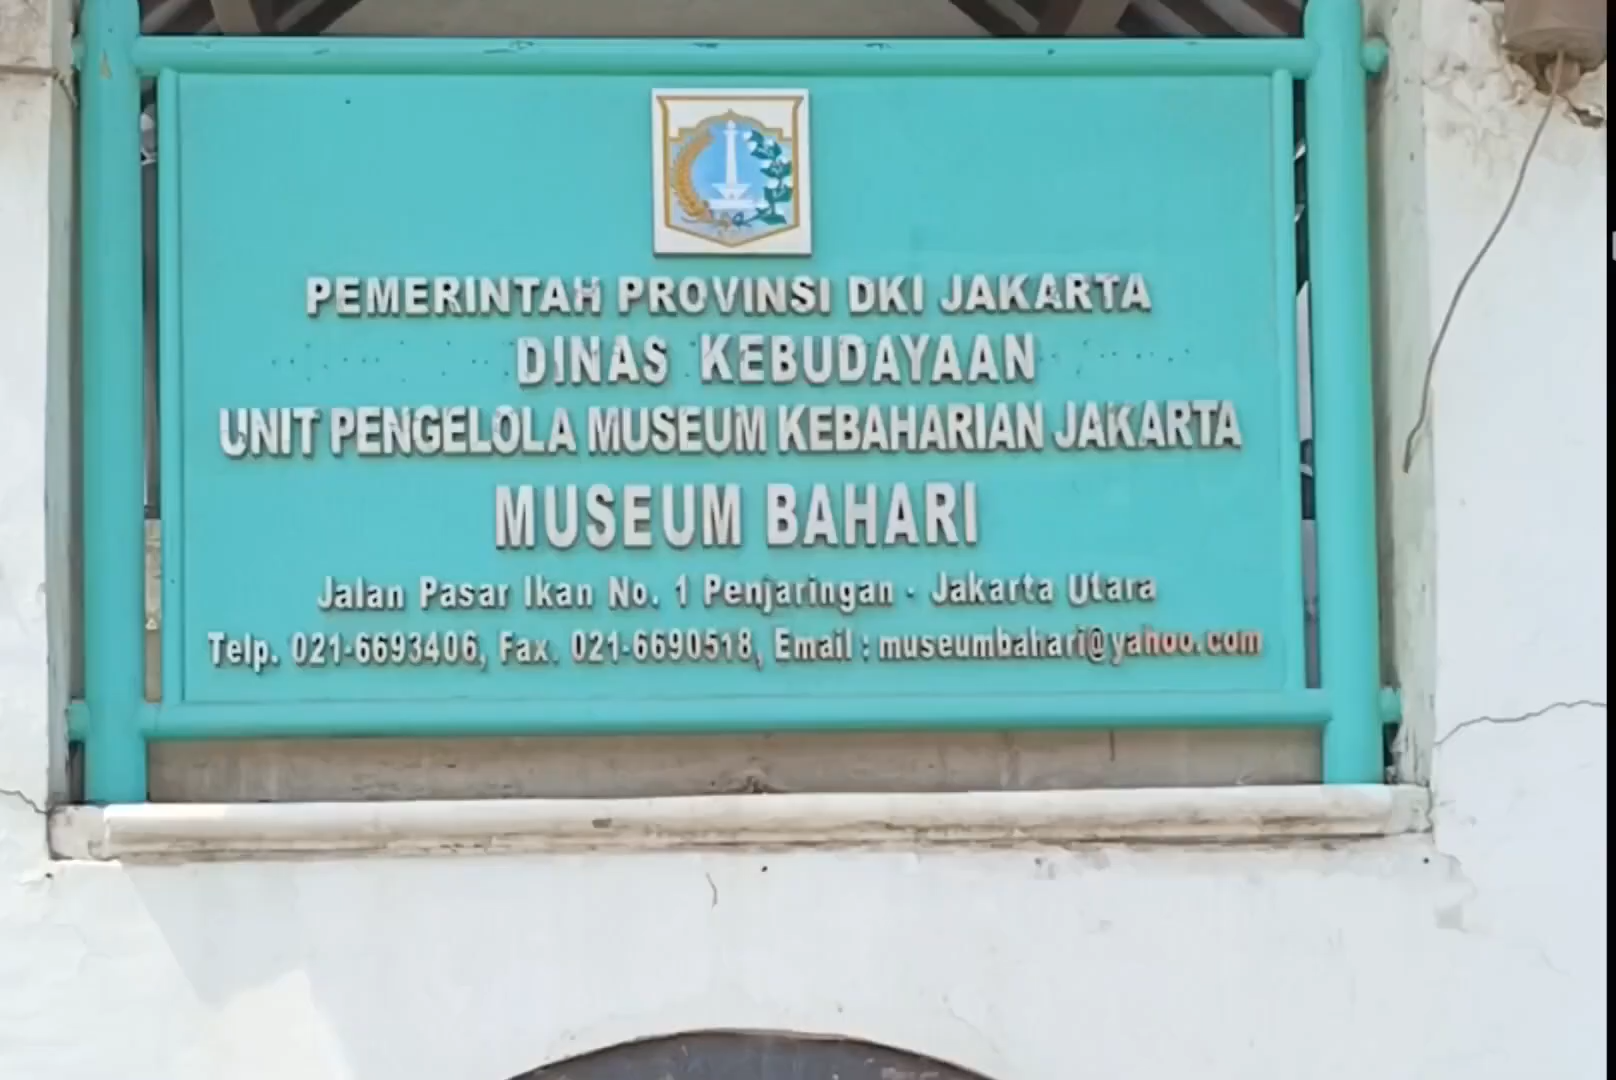 PEMERINTAH PROVINSI DKI JAKARTA
DINAS KEBUDAYAAN
UNIT PENGELOLA MUSEUM KEBAHARIAN JAKARTA
MUSEUM BAHARI
Jalan Pasar Ikan No. 1 Penjaringan - Jakarta Utara
Telp. 021-6693406, Fax. 021-6690518, Email : museumbahari@yahoo.com